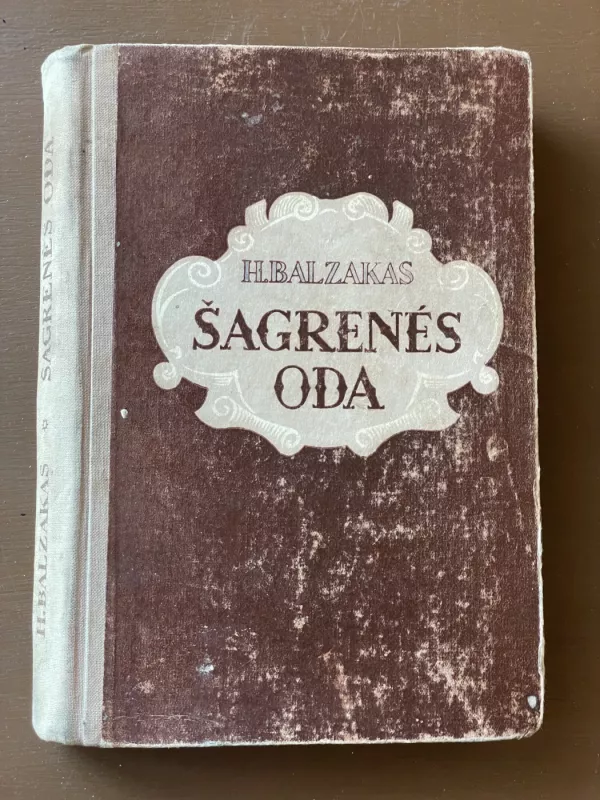 H. BALZAKAS
ŠAGRENĖS
ODA
H. BALZAKAS ¤ ŠAGRENĖS ODA